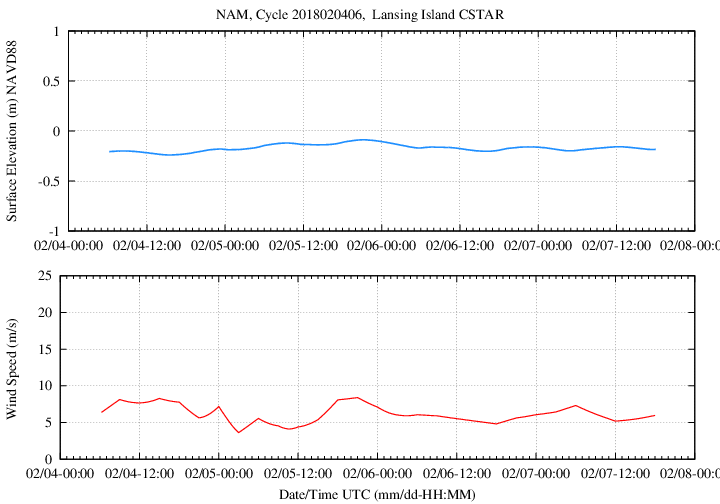 NAM, Cycle 2018020406,  Lansing Island CSTAR
Surface Elevation (m) NAVD88
1
0.5
0
-0.5
-1
02/04-00:00 02/04-12:00 02/05-00:00 02/05-12:00 02/06-00:00 02/06-12:00 02/07-00:00 02/07-12:00 02/08-00:0
Wind Speed (m/s)
25
20
15
10
5
0
02/04-00:00 02/04-12:00 02/05-00:00 02/05-12:00 02/06-00:00 02/06-12:00 02/07-00:00 02/07-12:00 02/08-00:0
Date/Time UTC (mm/dd-HH:MM)